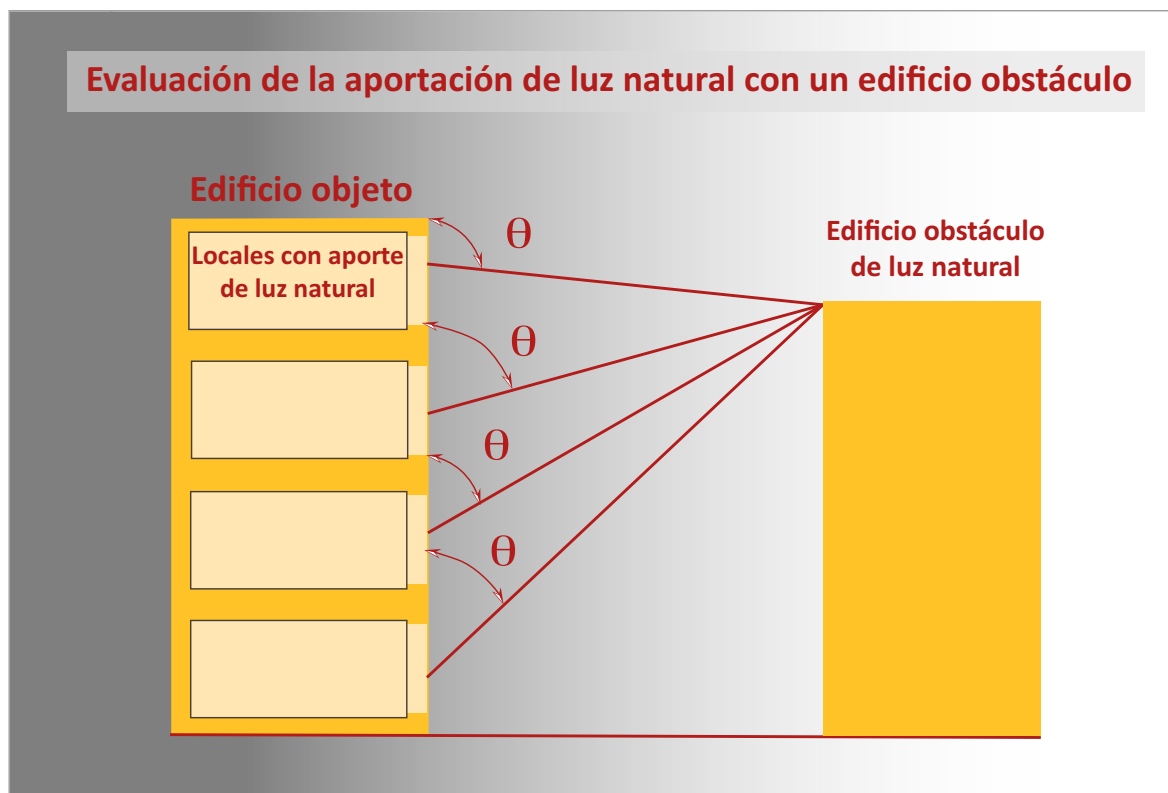 Evaluación de la aportación de luz natural con un edificio obstáculo
Edificio objeto
Locales con aporte
de luz natural
Edificio obstáculo
de luz natural
θ
θ
θ
θ